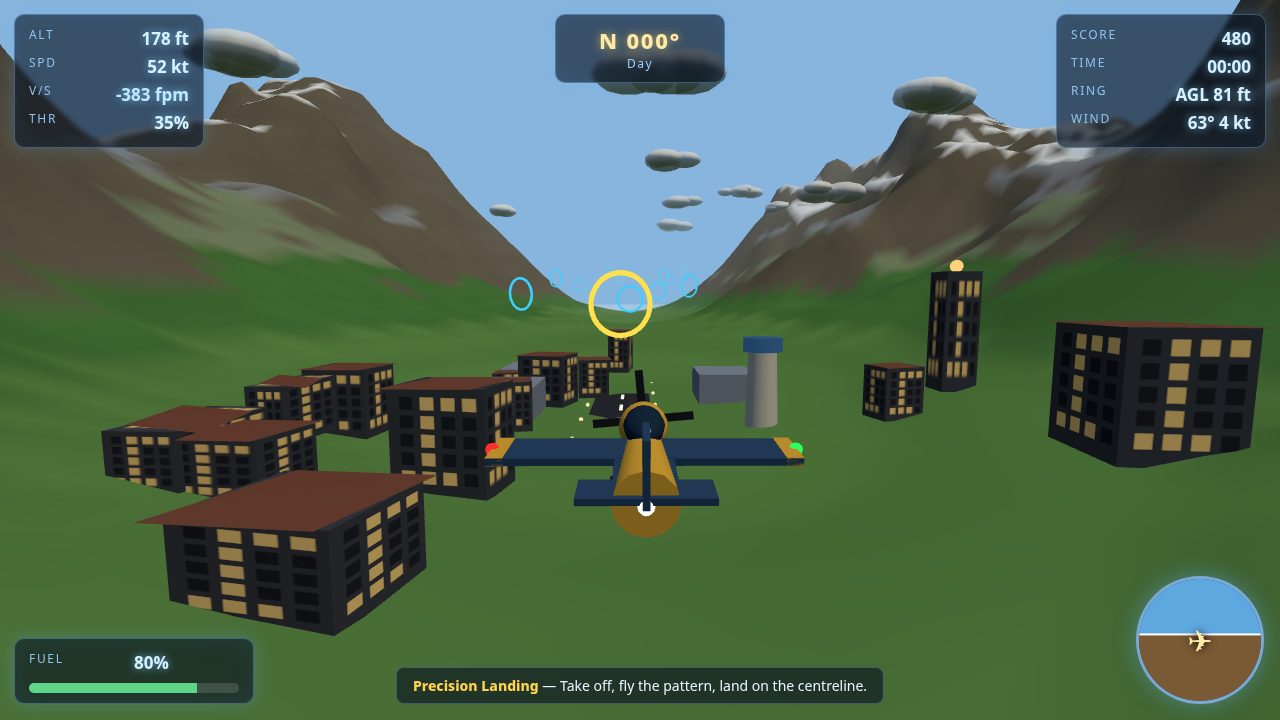 ALT 178 ft
SPD 52 kt
V/S -383 fpm
THR 35%
N 000°
Day
SCORE 480
TIME 00:00
RING AGL 81 ft
WIND 63° 4 kt
FUEL 80%
Precision Landing — Take off, fly the pattern, land on the centreline.